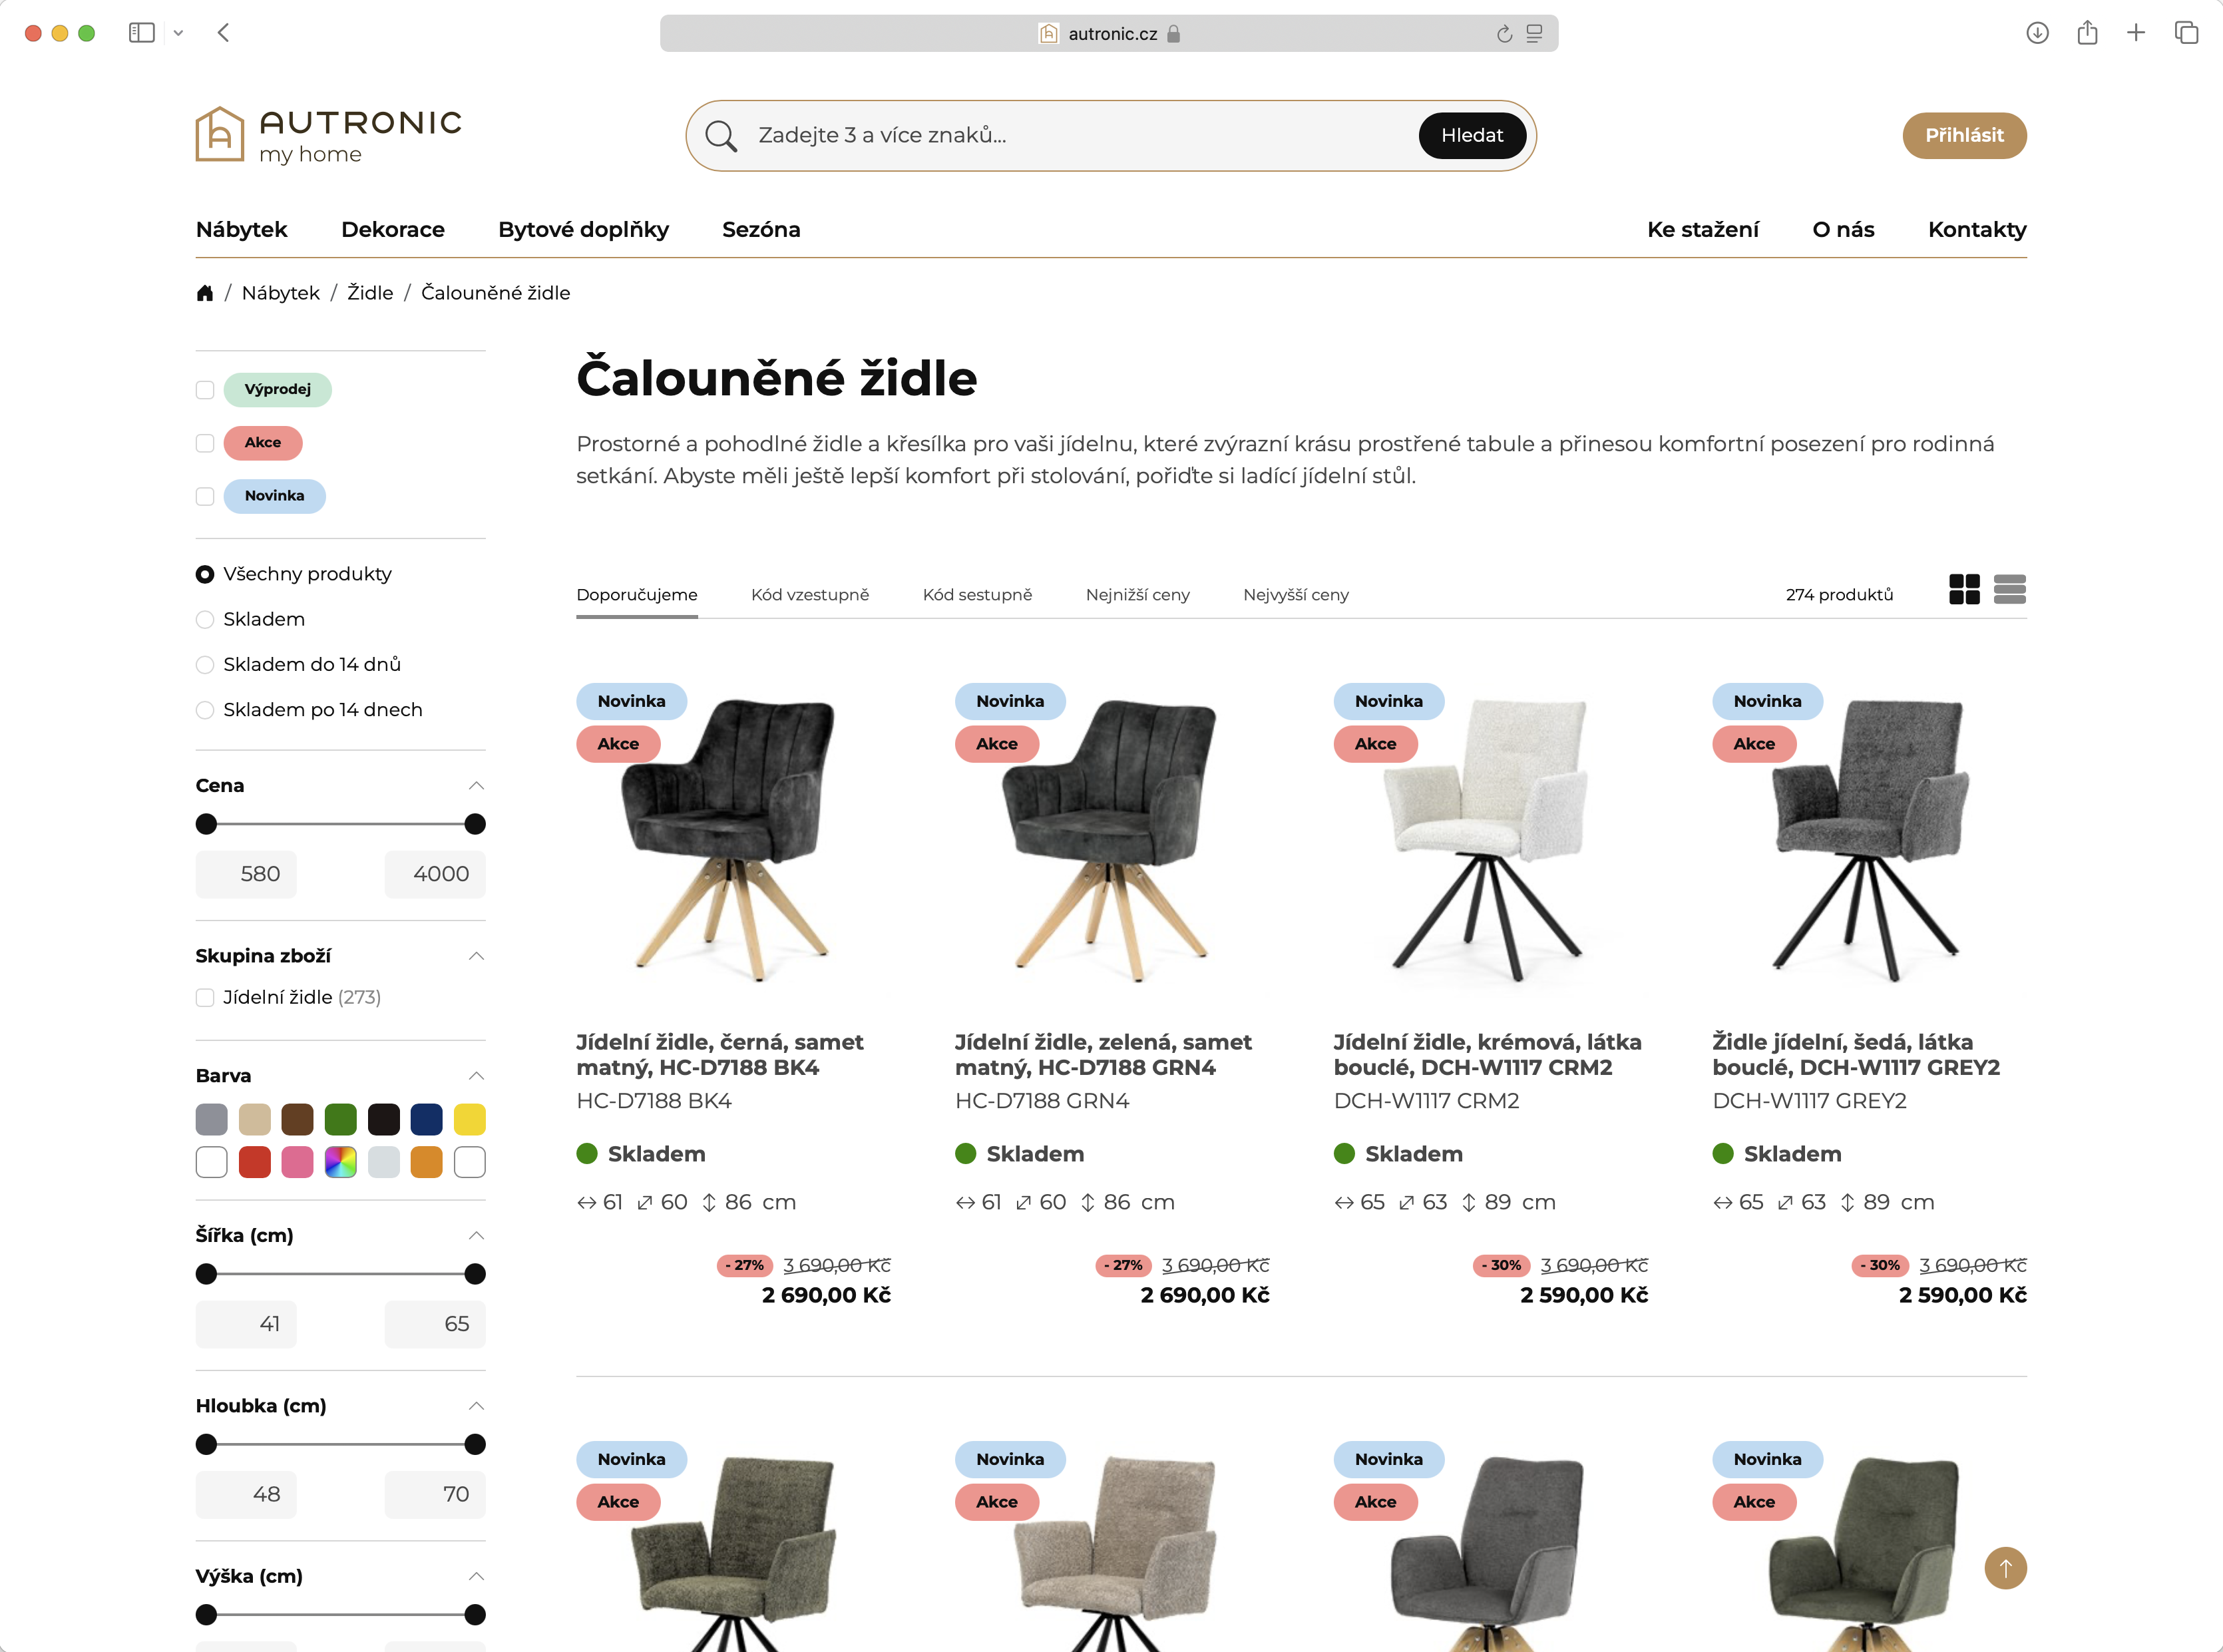 autronic.cz
AUTRONIC
my home
Zadejte 3 a více znaků...
Hledat
Přihlásit
Nábytek
Dekorace
Bytové doplňky
Sezóna
Ke stažení
O nás
Kontakty
/ Nábytek / Židle / Čalouněné židle
Výprodej
Akce
Novinka
Všechny produkty
Skladem
Skladem do 14 dnů
Skladem po 14 dnech
Cena
580
4000
Skupina zboží
Jídelní židle (273)
Barva
Šířka (cm)
41
65
Hloubka (cm)
48
70
Výška (cm)
Čalouněné židle
Prostorné a pohodlné židle a křesílka pro vaši jídelnu, které zvýrazní krásu prostřené tabule a přinesou komfortní posezení pro rodinná
setkání. Abyste měli ještě lepší komfort při stolování, pořiďte si ladící jídelní stůl.
Doporučujeme
Kód vzestupně
Kód sestupně
Nejnižší ceny
Nejvyšší ceny
274 produktů
Novinka
Akce
Jídelní židle, černá, samet
matný, HC-D7188 BK4
HC-D7188 BK4
Skladem
61 60 86 cm
- 27% 3 690,00 Kč
2 690,00 Kč
Novinka
Akce
Jídelní židle, zelená, samet
matný, HC-D7188 GRN4
HC-D7188 GRN4
Skladem
61 60 86 cm
- 27% 3 690,00 Kč
2 690,00 Kč
Novinka
Akce
Jídelní židle, krémová, látka
bouclé, DCH-W1117 CRM2
DCH-W1117 CRM2
Skladem
65 63 89 cm
- 30% 3 690,00 Kč
2 590,00 Kč
Novinka
Akce
Židle jídelní, šedá, látka
bouclé, DCH-W1117 GREY2
DCH-W1117 GREY2
Skladem
65 63 89 cm
- 30% 3 690,00 Kč
2 590,00 Kč
Novinka
Akce
Novinka
Akce
Novinka
Akce
Novinka
Akce